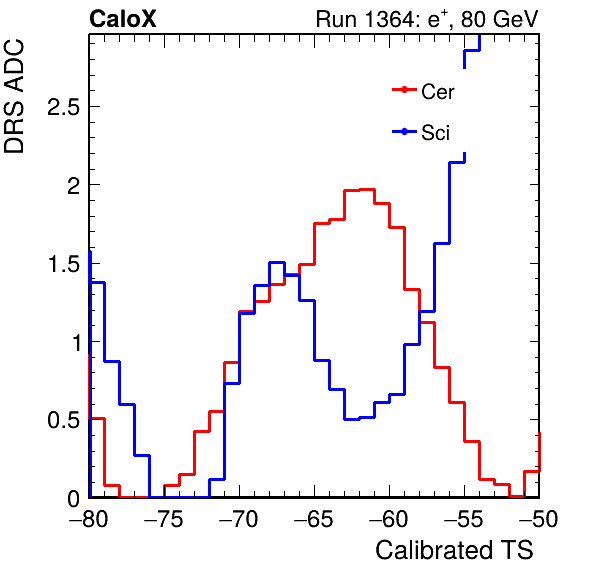 CaloX Run 1364: e⁺, 80 GeV
DRS ADC
Cer
Sci
2.5
2
1.5
1
0.5
0
−80 −75 −70 −65 −60 −55 −50
Calibrated TS